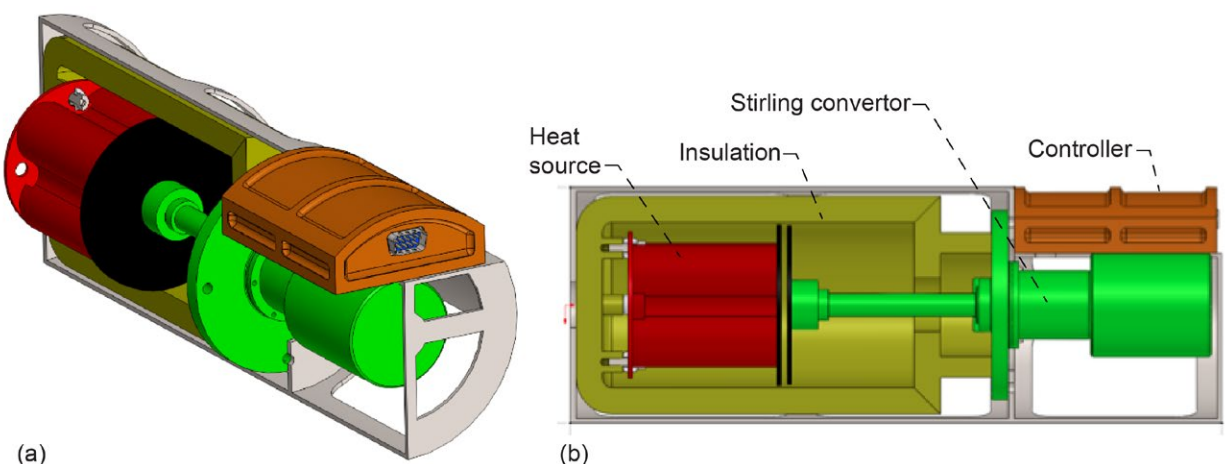 Stirling convertor
Heat
source
Insulation
Controller
(a)
(b)